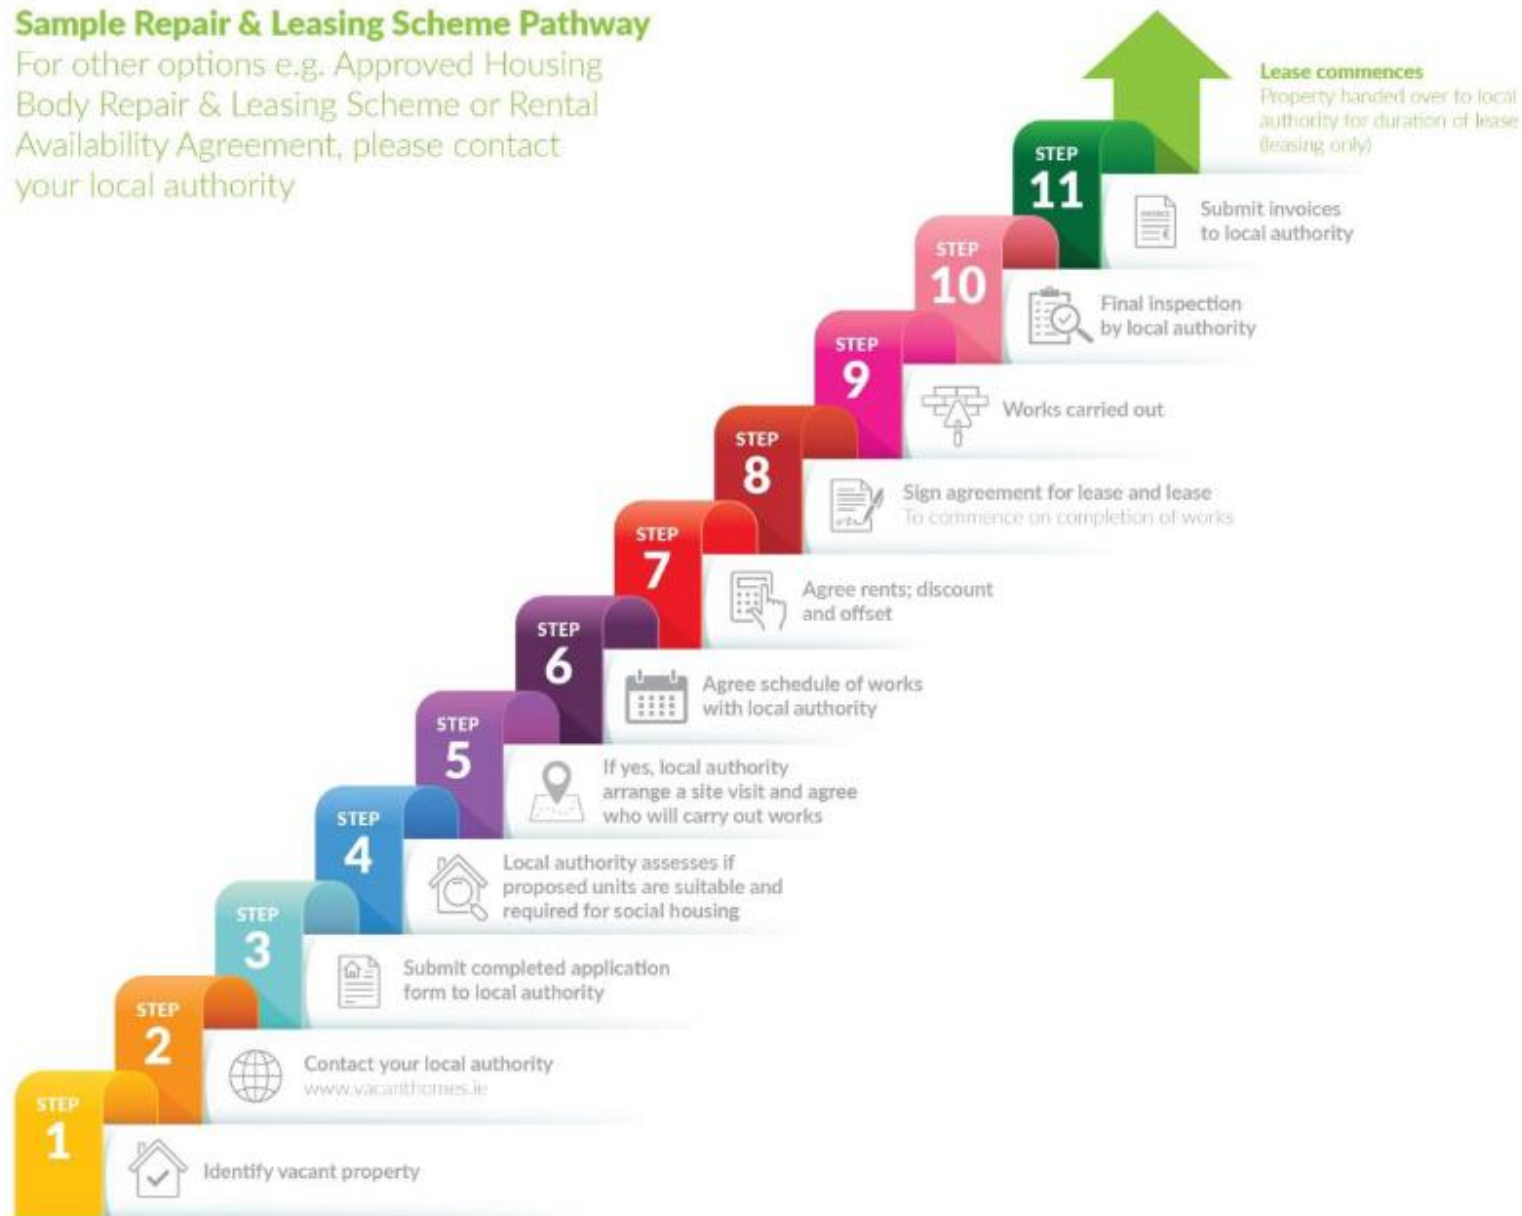 Sample Repair & Leasing Scheme Pathway
For other options e.g. Approved Housing
Body Repair & Leasing Scheme or Rental
Availability Agreement, please contact
your local authority
Lease commences
Property handed over to local
authority for duration of lease
(leasing only)
STEP
11
Submit invoices
to local authority
STEP
10
Final inspection
by local authority
STEP
9
Works carried out
STEP
8
Sign agreement for lease and lease
To commence on completion of works
STEP
7
Agree rents; discount
and offset
STEP
6
Agree schedule of works
with local authority
STEP
5
If yes, local authority
arrange a site visit and agree
who will carry out works
STEP
4
Local authority assesses if
proposed units are suitable and
required for social housing
STEP
3
Submit completed application
form to local authority
STEP
2
Contact your local authority
www.vacanthomes.ie
STEP
1
Identify vacant property